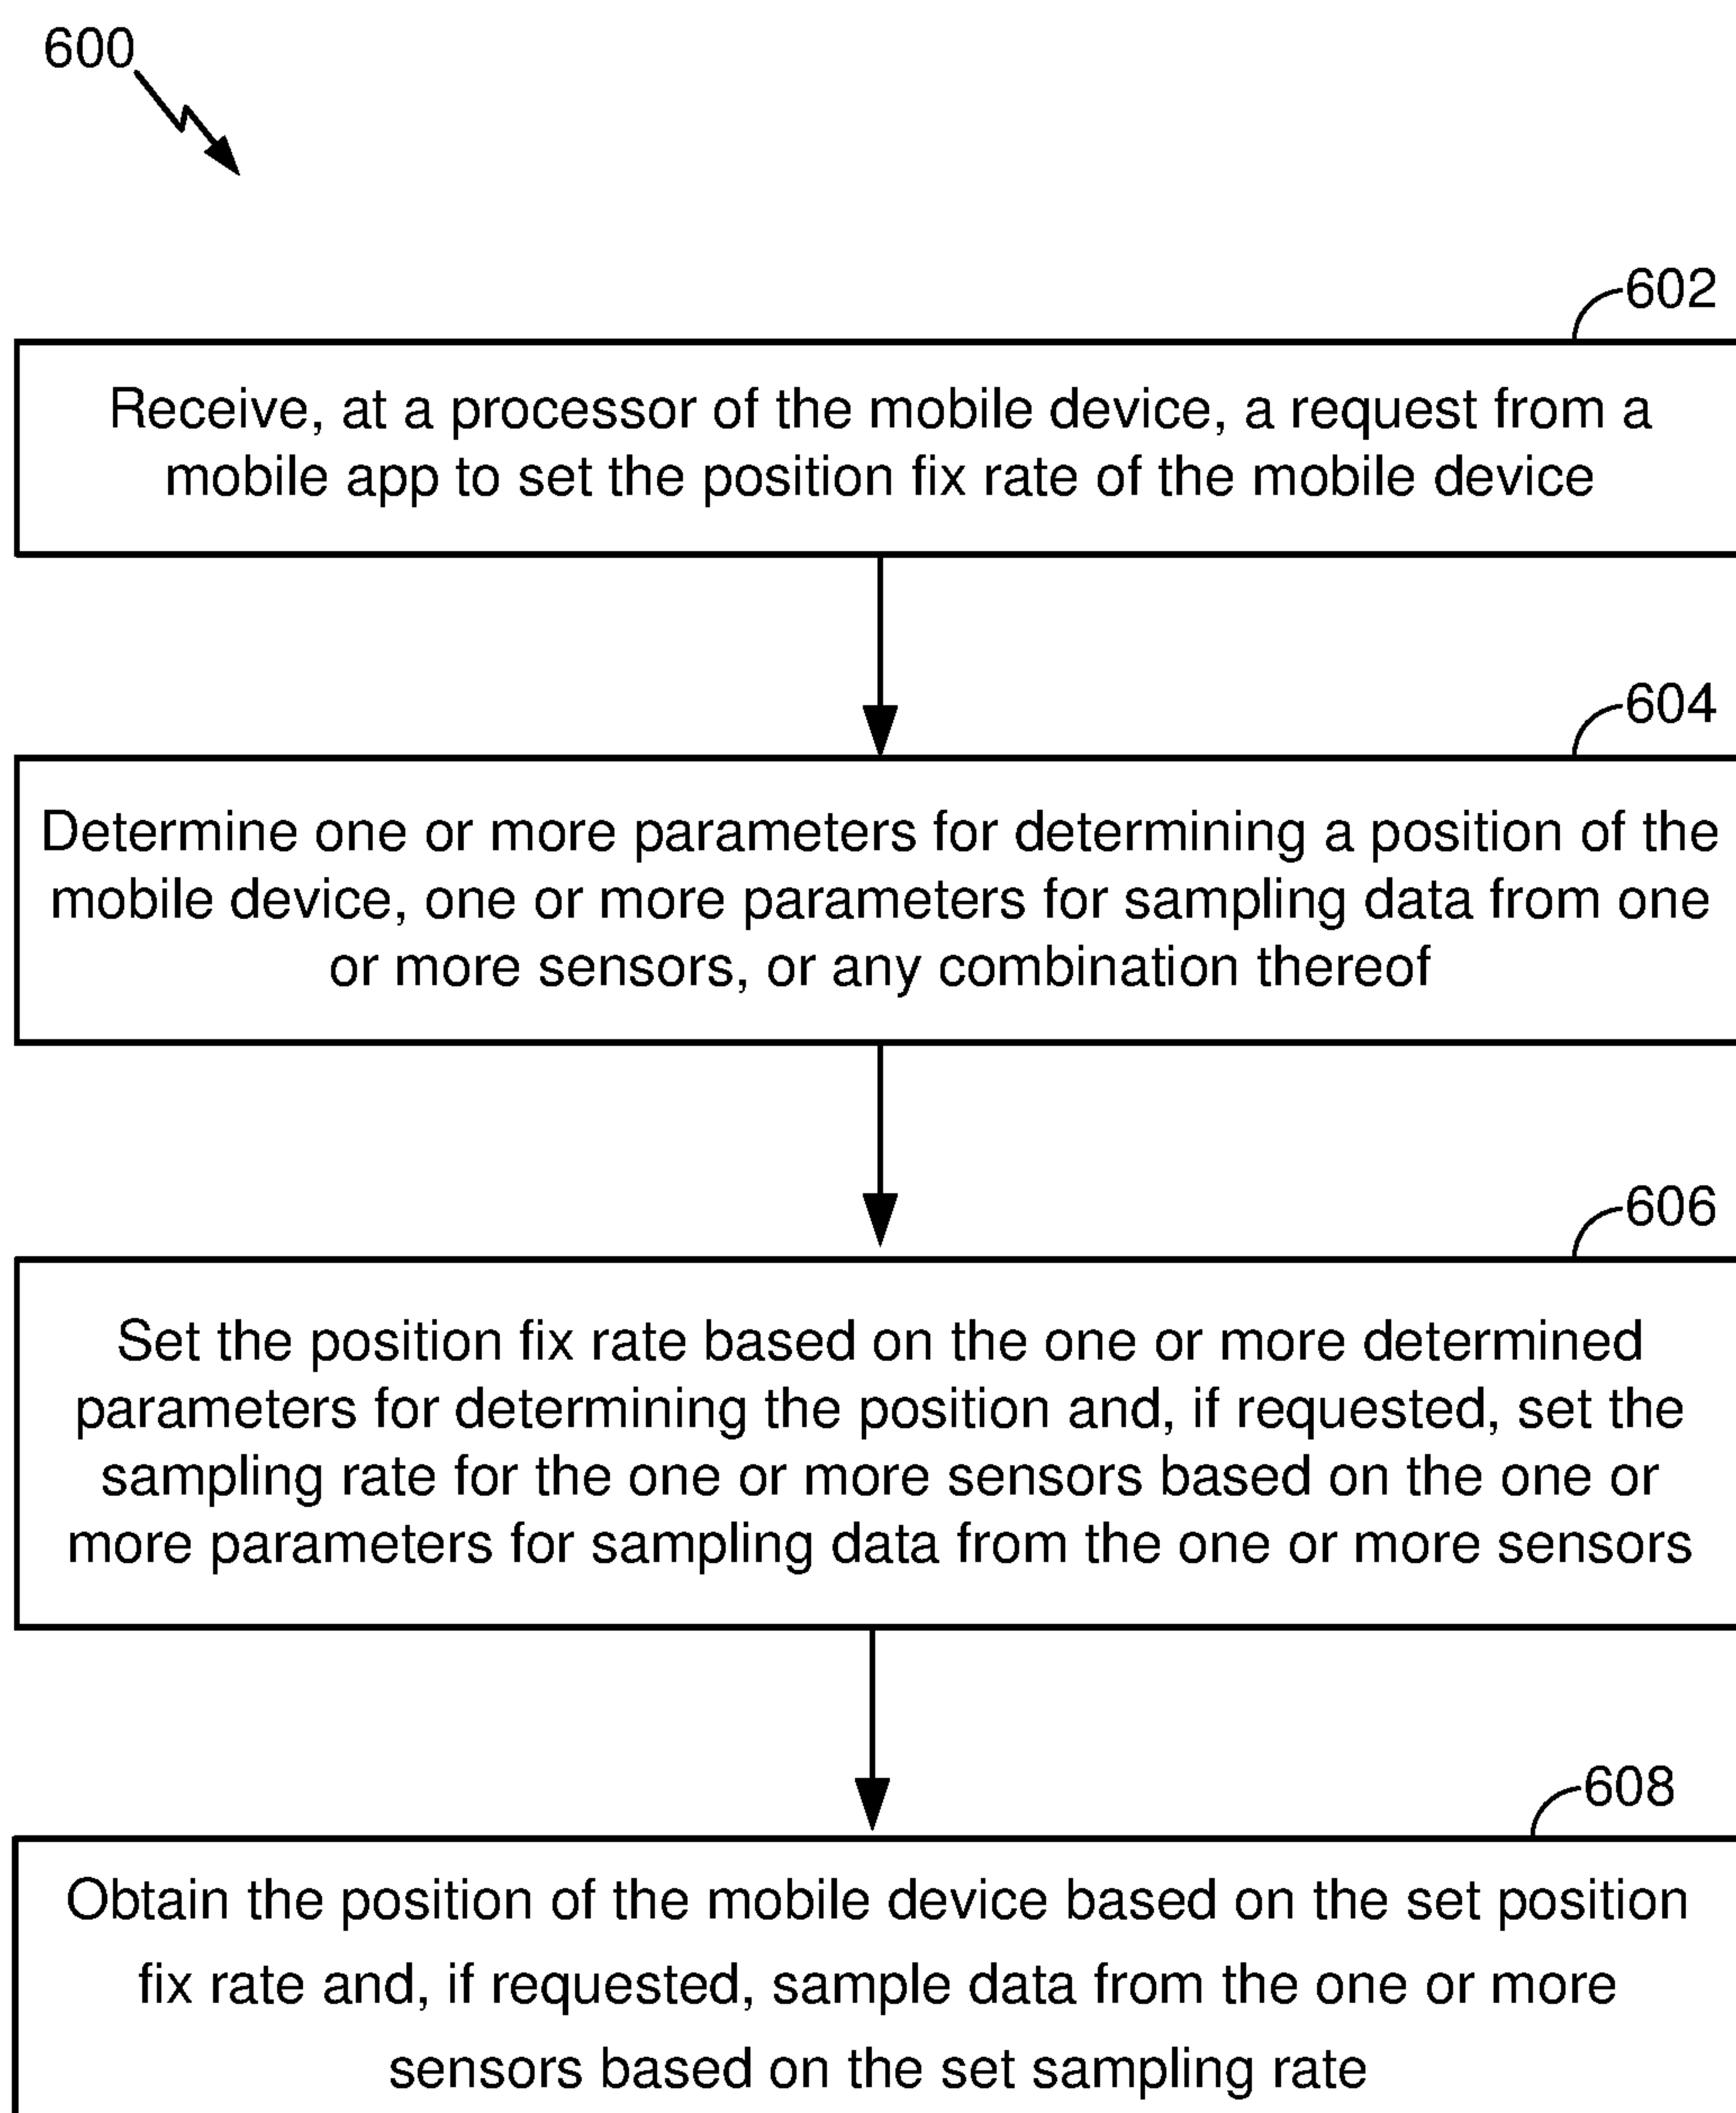 600
602
Receive, at a processor of the mobile device, a request from a
mobile app to set the position fix rate of the mobile device
604
Determine one or more parameters for determining a position of the
mobile device, one or more parameters for sampling data from one
or more sensors, or any combination thereof
606
Set the position fix rate based on the one or more determined
parameters for determining the position and, if requested, set the
sampling rate for the one or more sensors based on the one or
more parameters for sampling data from the one or more sensors
608
Obtain the position of the mobile device based on the set position
fix rate and, if requested, sample data from the one or more
sensors based on the set sampling rate